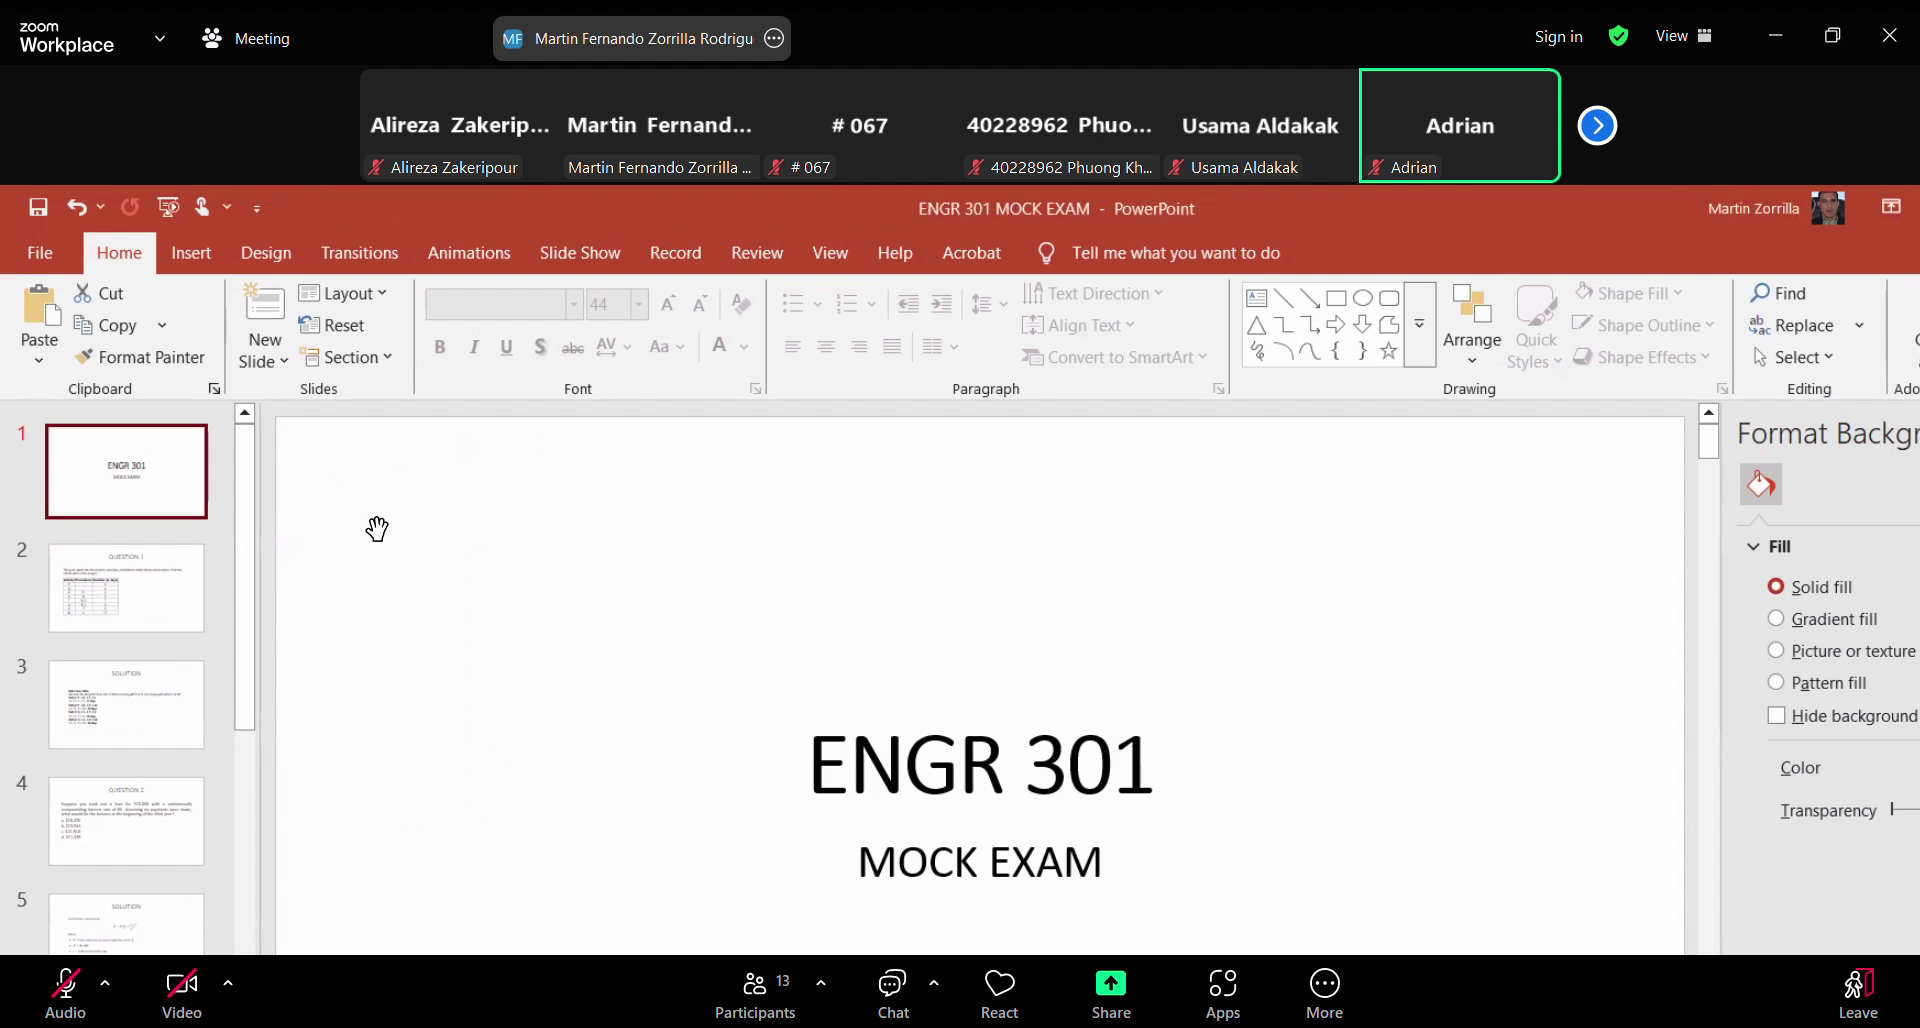 zoom
Workplace
Meeting
MF Martin Fernando Zorrilla Rodrigu
Sign in
View
Alireza Zakerip...
Martin Fernand...
# 067
40228962 Phuo...
Usama Aldakak
Adrian
Alireza Zakeripour
Martin Fernando Zorrilla ...
# 067
40228962 Phuong Kh...
Usama Aldakak
Adrian
ENGR 301 MOCK EXAM - PowerPoint
Martin Zorrilla
File Home Insert Design Transitions Animations Slide Show Record Review View Help Acrobat Tell me what you want to do
Paste
Cut
Copy
Format Painter
Clipboard
New
Slide
Layout
Reset
Section
Slides
44
B I U S abc AV Aa A
Font
Text Direction
Align Text
Convert to SmartArt
Paragraph
Arrange
Quick
Styles
Shape Fill
Shape Outline
Shape Effects
Drawing
Find
Replace
Select
Editing
Ado
1
ENGR 301
MOCK EXAM
2
QUESTION 1
3
SOLUTION
4
QUESTION 2
5
SOLUTION
ENGR 301
MOCK EXAM
Format Backgr
Fill
Solid fill
Gradient fill
Picture or texture
Pattern fill
Hide background
Color
Transparency
Audio
Video
Participants
13
Chat
React
Share
Apps
More
Leave